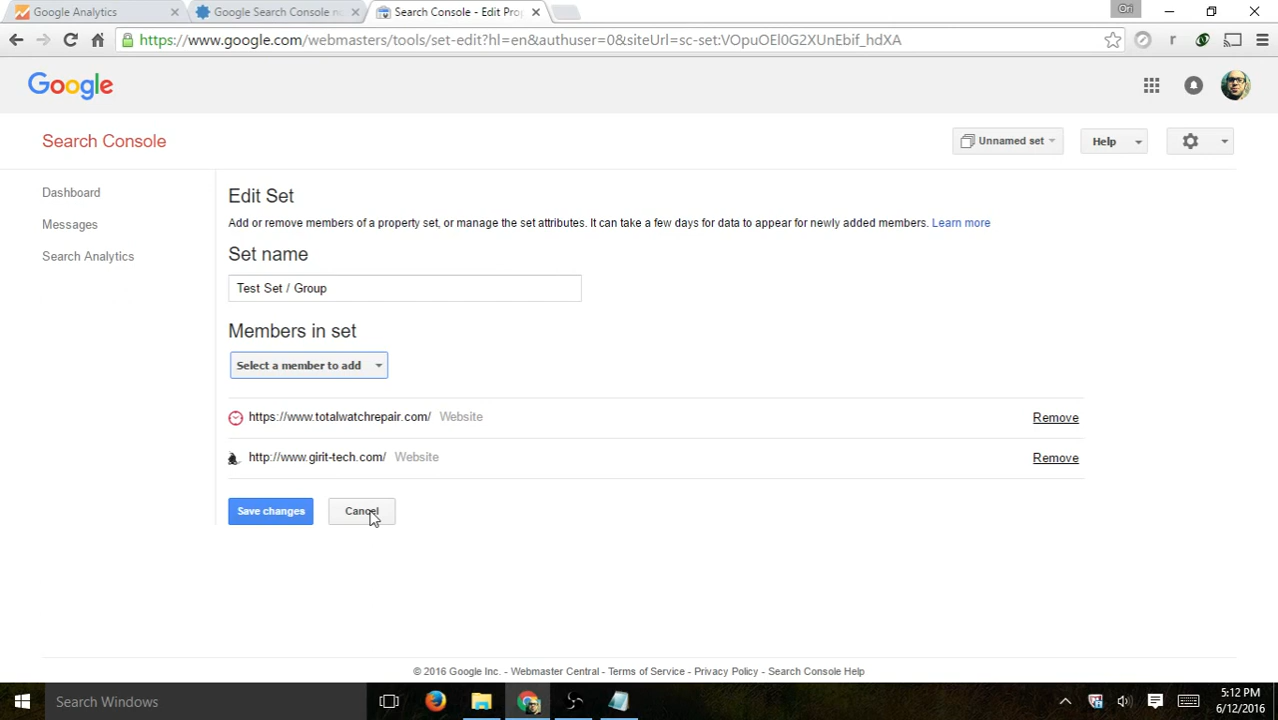 Google Analytics
Google Search Console no
Search Console - Edit Pro
Ori
https://www.google.com/webmasters/tools/set-edit?hl=en&authuser=0&siteUrl=sc-set:VOpuOEl0G2XUnEbif_hdXA
r
Google
Search Console
Unnamed set
Help
Dashboard
Messages
Search Analytics
Edit Set
Add or remove members of a property set, or manage the set attributes. It can take a few days for data to appear for newly added members. Learn more
Set name
Test Set / Group
Members in set
Select a member to add
https://www.totalwatchrepair.com/ Website
Remove
http://www.girit-tech.com/ Website
Remove
Save changes
Cancel
© 2016 Google Inc. - Webmaster Central - Terms of Service - Privacy Policy - Search Console Help
Search Windows
5:12 PM
6/12/2016